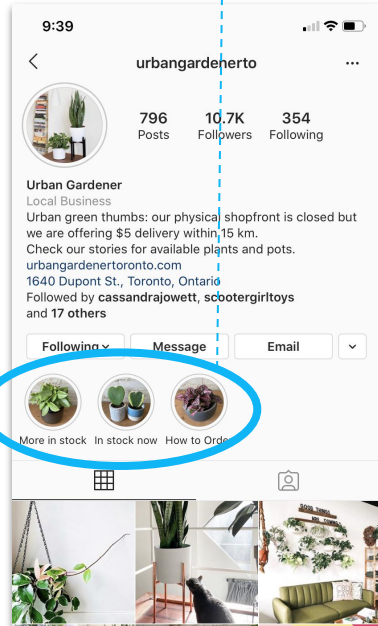 9:39
urbangardenerto
796 10.7K 354
Posts Followers Following
Urban Gardener
Local Business
Urban green thumbs: our physical shopfront is closed but
we are offering $5 delivery within 15 km.
Check our stories for available plants and pots.
urbangardenertoronto.com
1640 Dupont St., Toronto, Ontario
Followed by cassandrajowett, scootergirltoys
and 17 others
Following Message Email
More in stock In stock now How to Order
GOOD THINGS